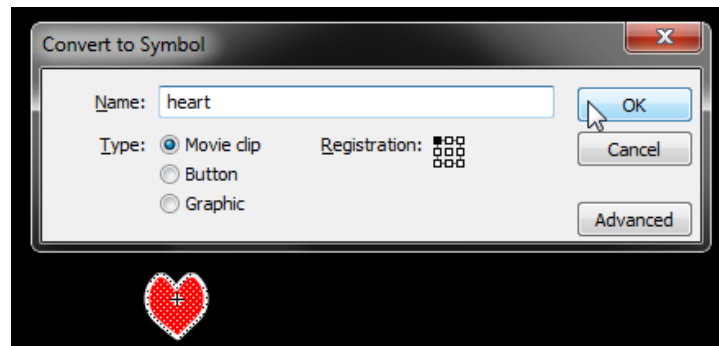 Convert to Symbol
Name: heart
OK
Type: Movie clip Registration:
Cancel
Button
Graphic
Advanced